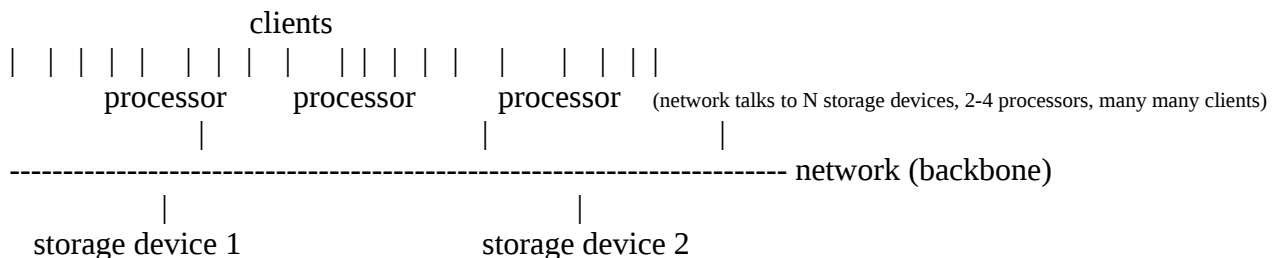 clients
| | | | | | | | | | | | | | | | | | |
processor processor processor (network talks to N storage devices, 2-4 processors, many many clients)
| | |
-------------------------------------------------------------------------- network (backbone)
| |
storage device 1 storage device 2